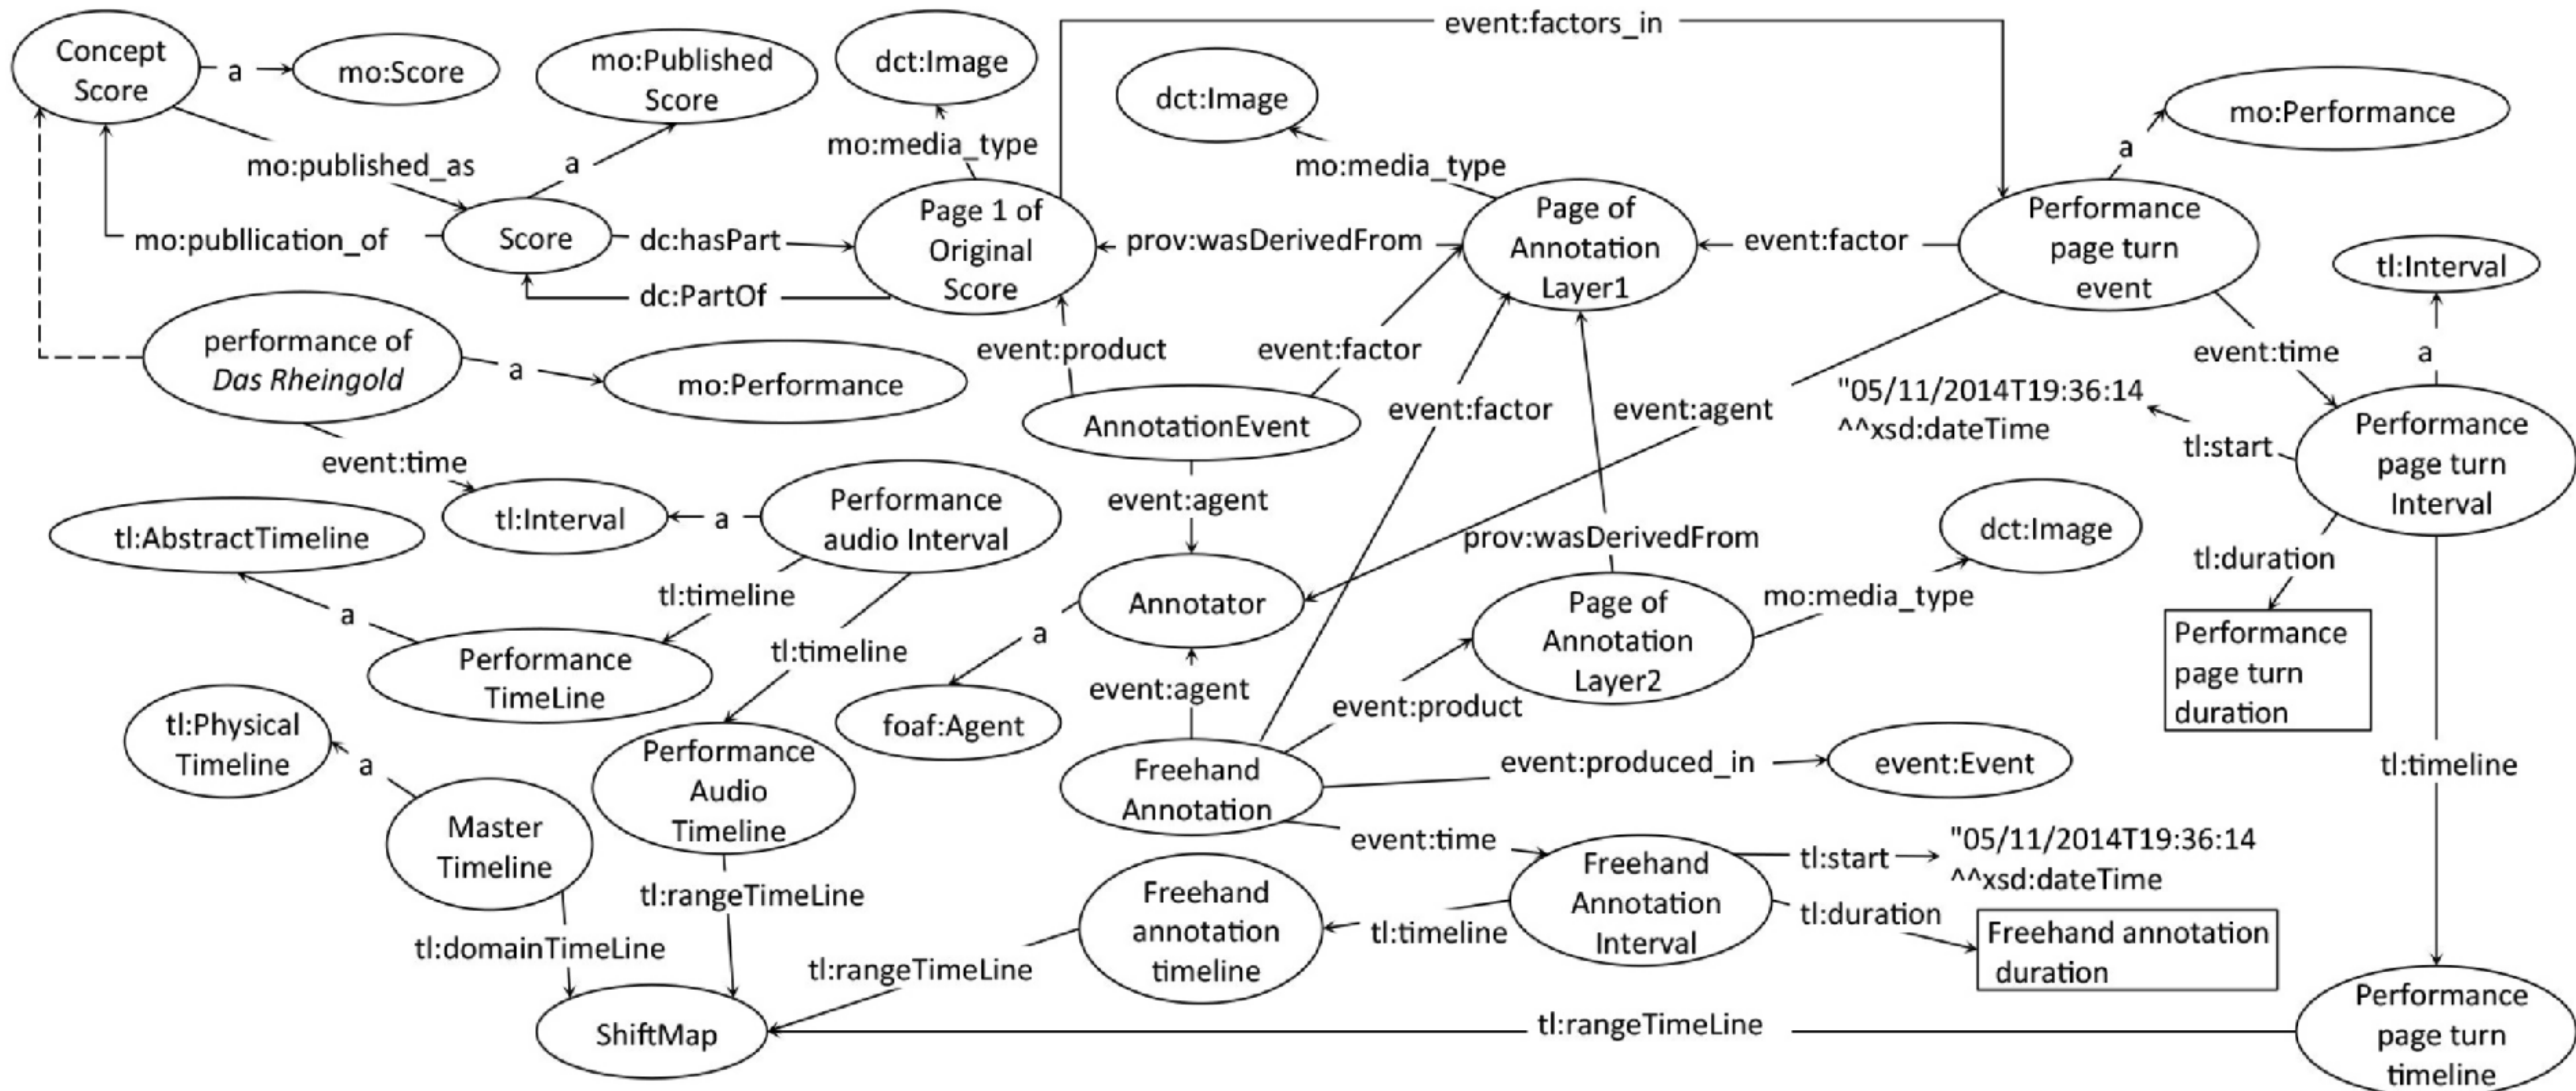 event:factors_in
Concept
Score
a
mo:Score
mo:Published
Score
dct:Image
dct:Image
mo:Performance
a
mo:media_type
mo:media_type
mo:published_as
a
Page 1 of
Original
Score
Page of
Annotation
Layer1
Performance
page turn
event
mo:publlication_of
Score
dc:hasPart
prov:wasDerivedFrom
event:factor
tl:Interval
dc:PartOf
performance of
Das Rheingold
a
mo:Performance
event:product
event:factor
event:time
a
AnnotationEvent
event:factor
event:agent
"05/11/2014T19:36:14
^^xsd:dateTime
tl:start
Performance
page turn
Interval
event:time
tl:AbstractTimeline
tl:Interval
a
Performance
audio Interval
event:agent
prov:wasDerivedFrom
dct:Image
tl:duration
a
tl:timeline
Annotator
Page of
Annotation
Layer2
mo:media_type
Performance
page turn
duration
Performance
TimeLine
tl:timeline
a
tl:Physical
Timeline
a
foaf:Agent
event:agent
event:product
Performance
Audio
Timeline
Freehand
Annotation
event:produced_in
event:Event
tl:timeline
Master
Timeline
event:time
Freehand
Annotation
Interval
tl:start
"05/11/2014T19:36:14
^^xsd:dateTime
tl:rangeTimeLine
Freehand
annotation
timeline
tl:timeline
tl:duration
Freehand annotation
duration
tl:domainTimeLine
tl:rangeTimeLine
ShiftMap
tl:rangeTimeLine
Performance
page turn
timeline